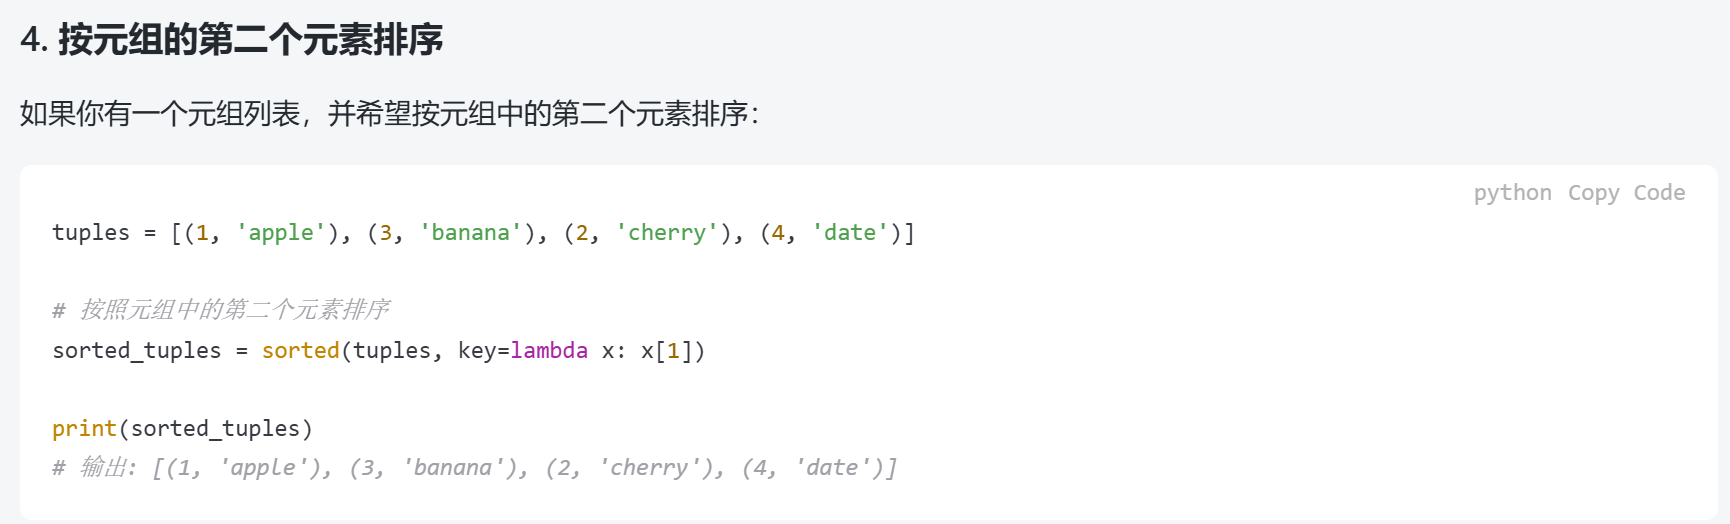 4. 按元组的第二个元素排序
如果你有一个元组列表，并希望按元组中的第二个元素排序：
python Copy Code
tuples = [(1, 'apple'), (3, 'banana'), (2, 'cherry'), (4, 'date')]
# 按照元组中的第二个元素排序
sorted_tuples = sorted(tuples, key=lambda x: x[1])
print(sorted_tuples)
# 输出: [(1, 'apple'), (3, 'banana'), (2, 'cherry'), (4, 'date')]